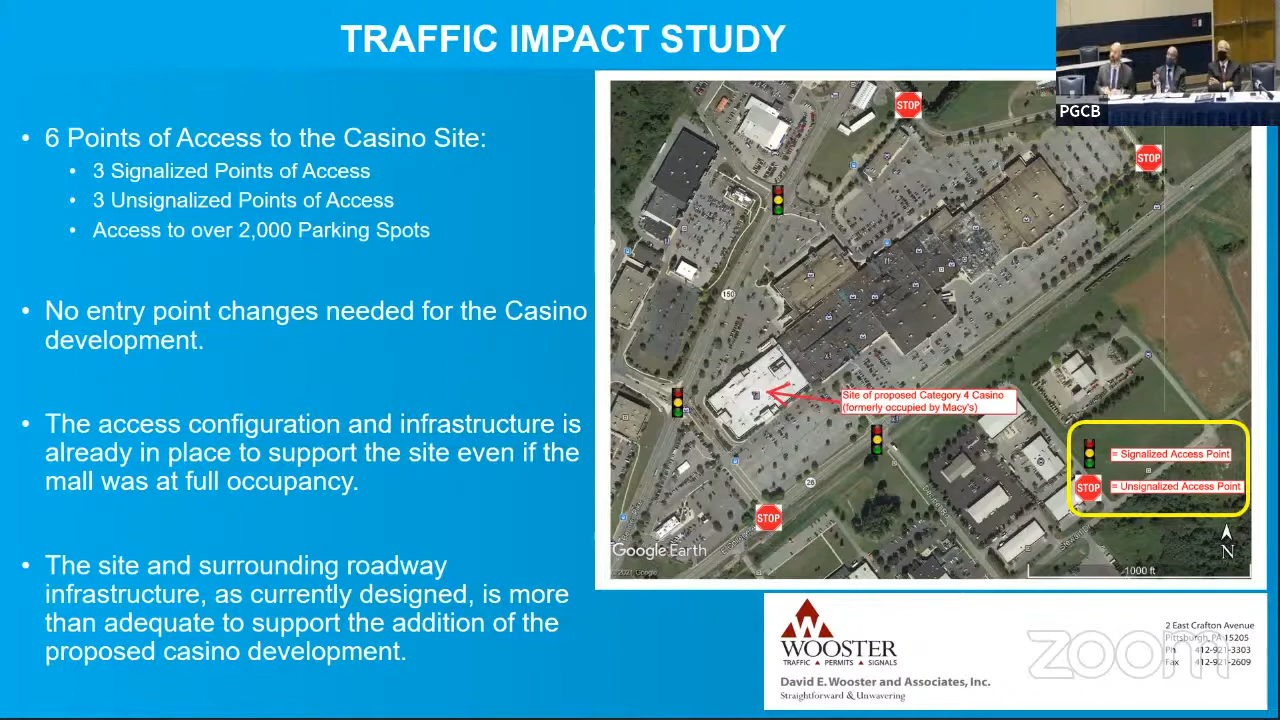 TRAFFIC IMPACT STUDY
PGCB
• 6 Points of Access to the Casino Site:
• 3 Signalized Points of Access
• 3 Unsignalized Points of Access
• Access to over 2,000 Parking Spots
• No entry point changes needed for the Casino
development.
• The access configuration and infrastructure is
already in place to support the site even if the
mall was at full occupancy.
• The site and surrounding roadway
infrastructure, as currently designed, is more
than adequate to support the addition of the
proposed casino development.
STOP
STOP
150
Site of proposed Category 4 Casino
(formerly occupied by Macy's)
= Signalized Access Point
STOP = Unsignalized Access Point
26
STOP
Google Earth
N
1000 ft
WOOSTER
TRAFFIC ▲ PERMITS ▲ SIGNALS
David E. Wooster and Associates, Inc.
Straightforward & Unwavering
2 East Crafton Avenue
Pittsburgh, PA 15205
Ph 412-921-3303
Fax 412-921-2609
zoom